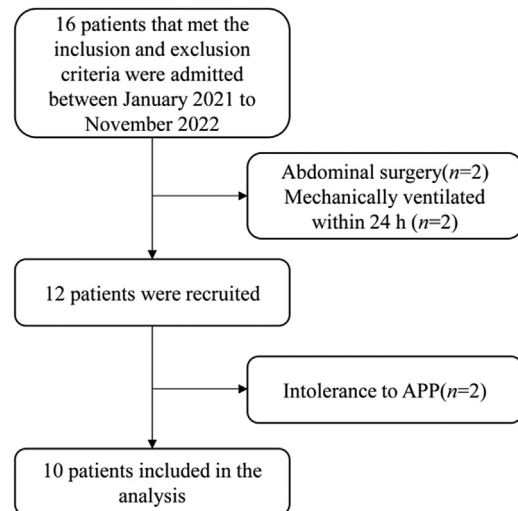 16 patients that met the
inclusion and exclusion
criteria were admitted
between January 2021 to
November 2022
Abdominal surgery(n=2)
Mechanically ventilated
within 24 h (n=2)
12 patients were recruited
Intolerance to APP(n=2)
10 patients included in the
analysis